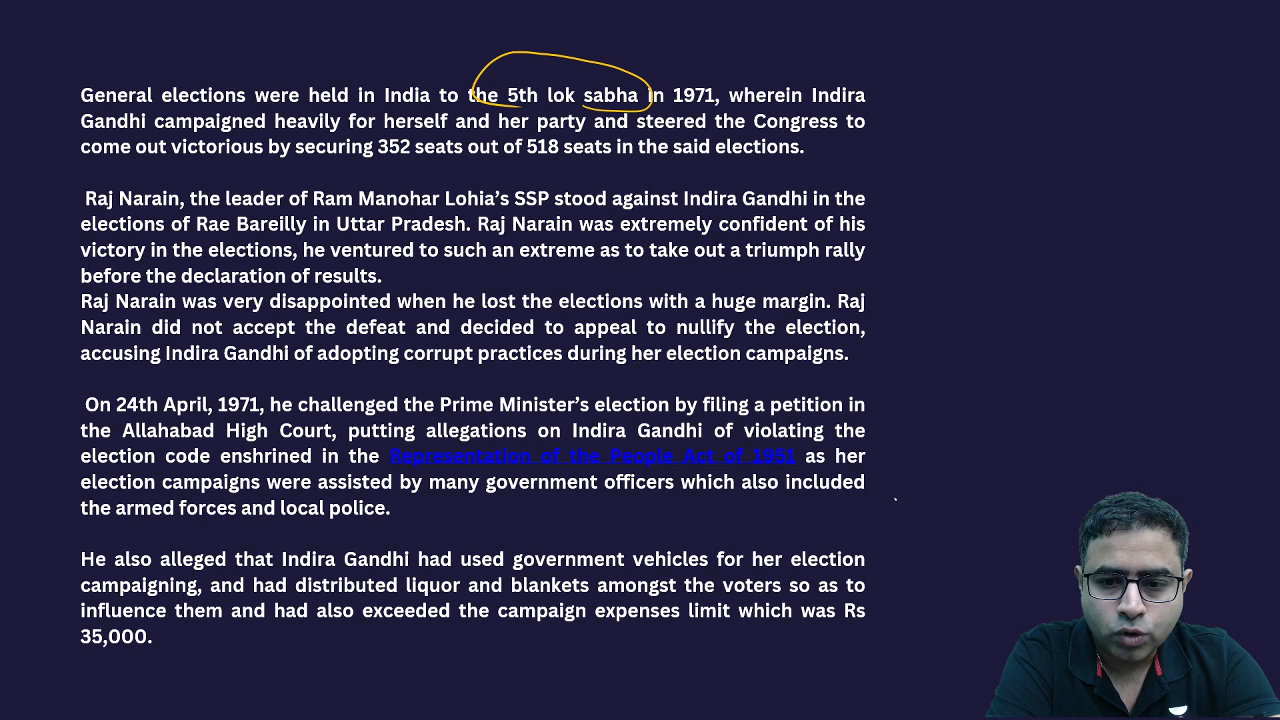 General elections were held in India to the 5th lok sabha in 1971, wherein Indira
Gandhi campaigned heavily for herself and her party and steered the Congress to
come out victorious by securing 352 seats out of 518 seats in the said elections.
Raj Narain, the leader of Ram Manohar Lohia’s SSP stood against Indira Gandhi in the
elections of Rae Bareilly in Uttar Pradesh. Raj Narain was extremely confident of his
victory in the elections, he ventured to such an extreme as to take out a triumph rally
before the declaration of results.
Raj Narain was very disappointed when he lost the elections with a huge margin. Raj
Narain did not accept the defeat and decided to appeal to nullify the election,
accusing Indira Gandhi of adopting corrupt practices during her election campaigns.
On 24th April, 1971, he challenged the Prime Minister’s election by filing a petition in
the Allahabad High Court, putting allegations on Indira Gandhi of violating the
election code enshrined in the Representation of the People Act of 1951 as her
election campaigns were assisted by many government officers which also included
the armed forces and local police.
He also alleged that Indira Gandhi had used government vehicles for her election
campaigning, and had distributed liquor and blankets amongst the voters so as to
influence them and had also exceeded the campaign expenses limit which was Rs
35,000.